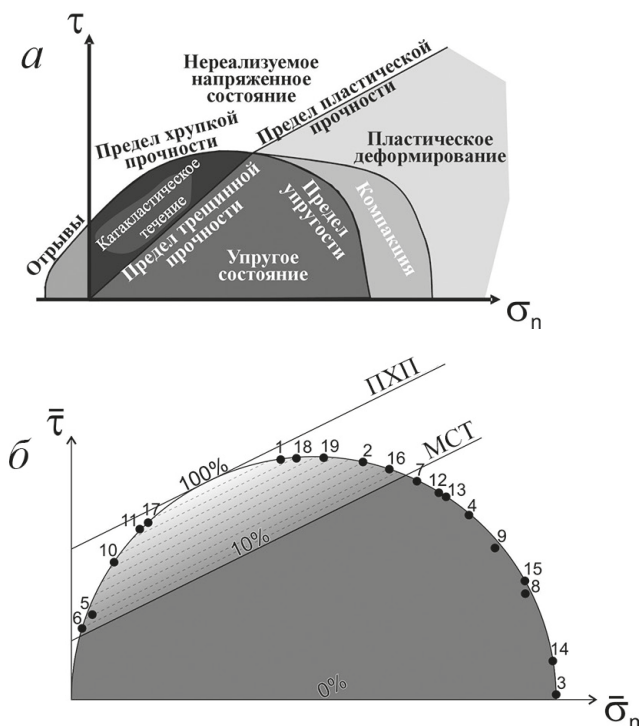 τ
а
Нереализуемое
напряженное
состояние
Предел хрупкой
прочности
Предел пластической
прочности
Пластическое
деформирование
Отрывы
Катакластическое
течение
Предел трещинной
прочности
Предел
упругости
Компакция
Упругое
состояние
σn
б
τ̄
ПХП
МСТ
100%
10%
0%
1
18
19
2
16
7
12
13
4
9
15
8
14
3
17
11
10
5
6
σ̄n